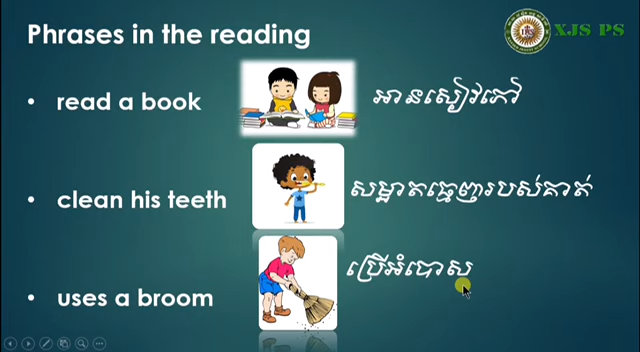 Phrases in the reading
XJS PS
• read a book
អានសៀវភៅ
• clean his teeth
សម្អាតធ្មេញរបស់គាត់
• uses a broom
ប្រើអំបោស